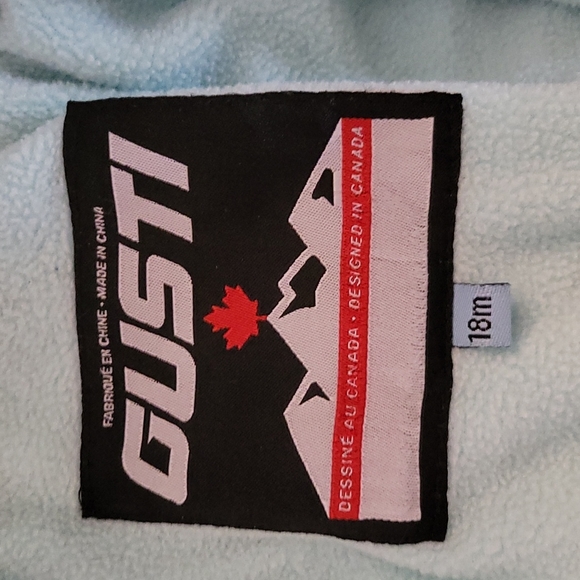 FABRIQUÉ EN CHINE • MADE IN CHINA
GUSTI
DESSINÉ AU CANADA • DESIGNED IN CANADA
18m